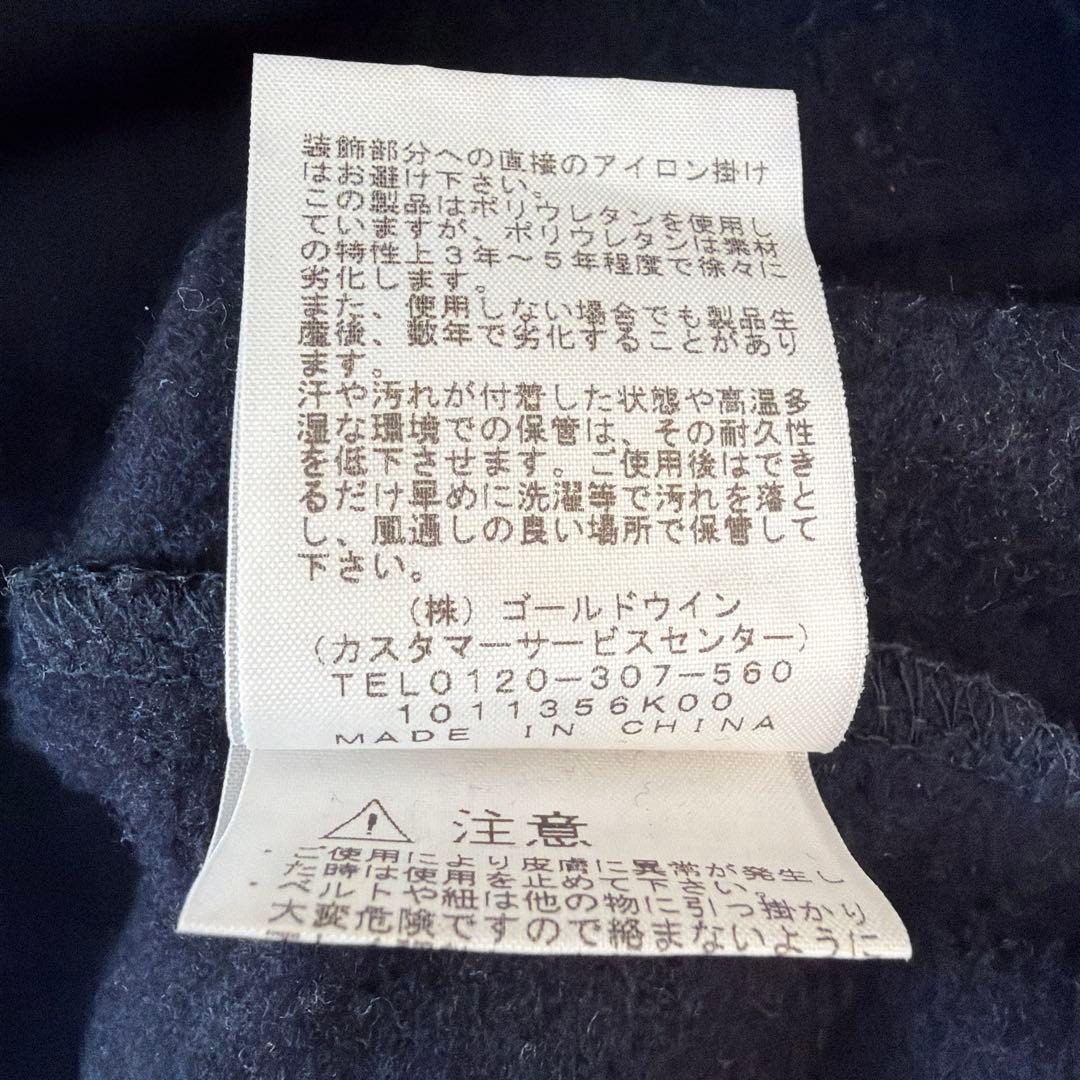 装飾部分への直接のアイロン掛け
はお避け下さい。
この製品はポリウレタンを使用し
ていますが、ポリウレタンは素材
の特性上3年～5年程度で徐々に
劣化します。
また、使用しない場合でも製品生
産後、数年で劣化することがあり
ます。
汗や汚れが付着した状態や高温多
湿な環境での保管は、その耐久性
を低下させます。ご使用後はでき
るだけ早めに洗濯等で汚れを落と
し、風通しの良い場所で保管して
下さい。
(株)ゴールドウイン
(カスタマーサービスセンター)
TEL0120-307-560
1011356K00
MADE IN CHINA
注意
ご使用により皮膚に異常が発生し
た時は使用を止めて下さい。
ベルトや紐は他の物に引っ掛かり
大変危険ですので絡まないように